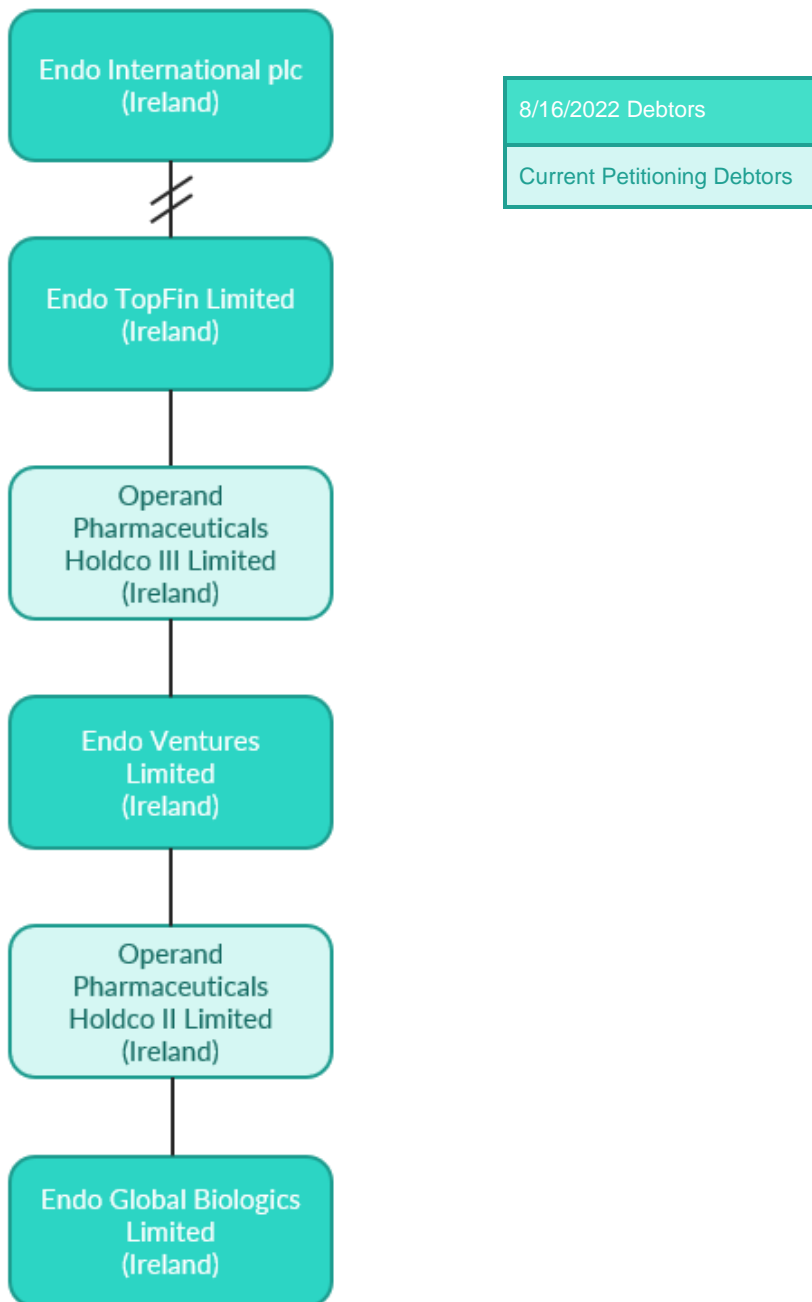 Endo International plc
(Ireland)
8/16/2022 Debtors
Current Petitioning Debtors
Endo TopFin Limited
(Ireland)
Operand
Pharmaceuticals
Holdco III Limited
(Ireland)
Endo Ventures
Limited
(Ireland)
Operand
Pharmaceuticals
Holdco II Limited
(Ireland)
Endo Global Biologics
Limited
(Ireland)